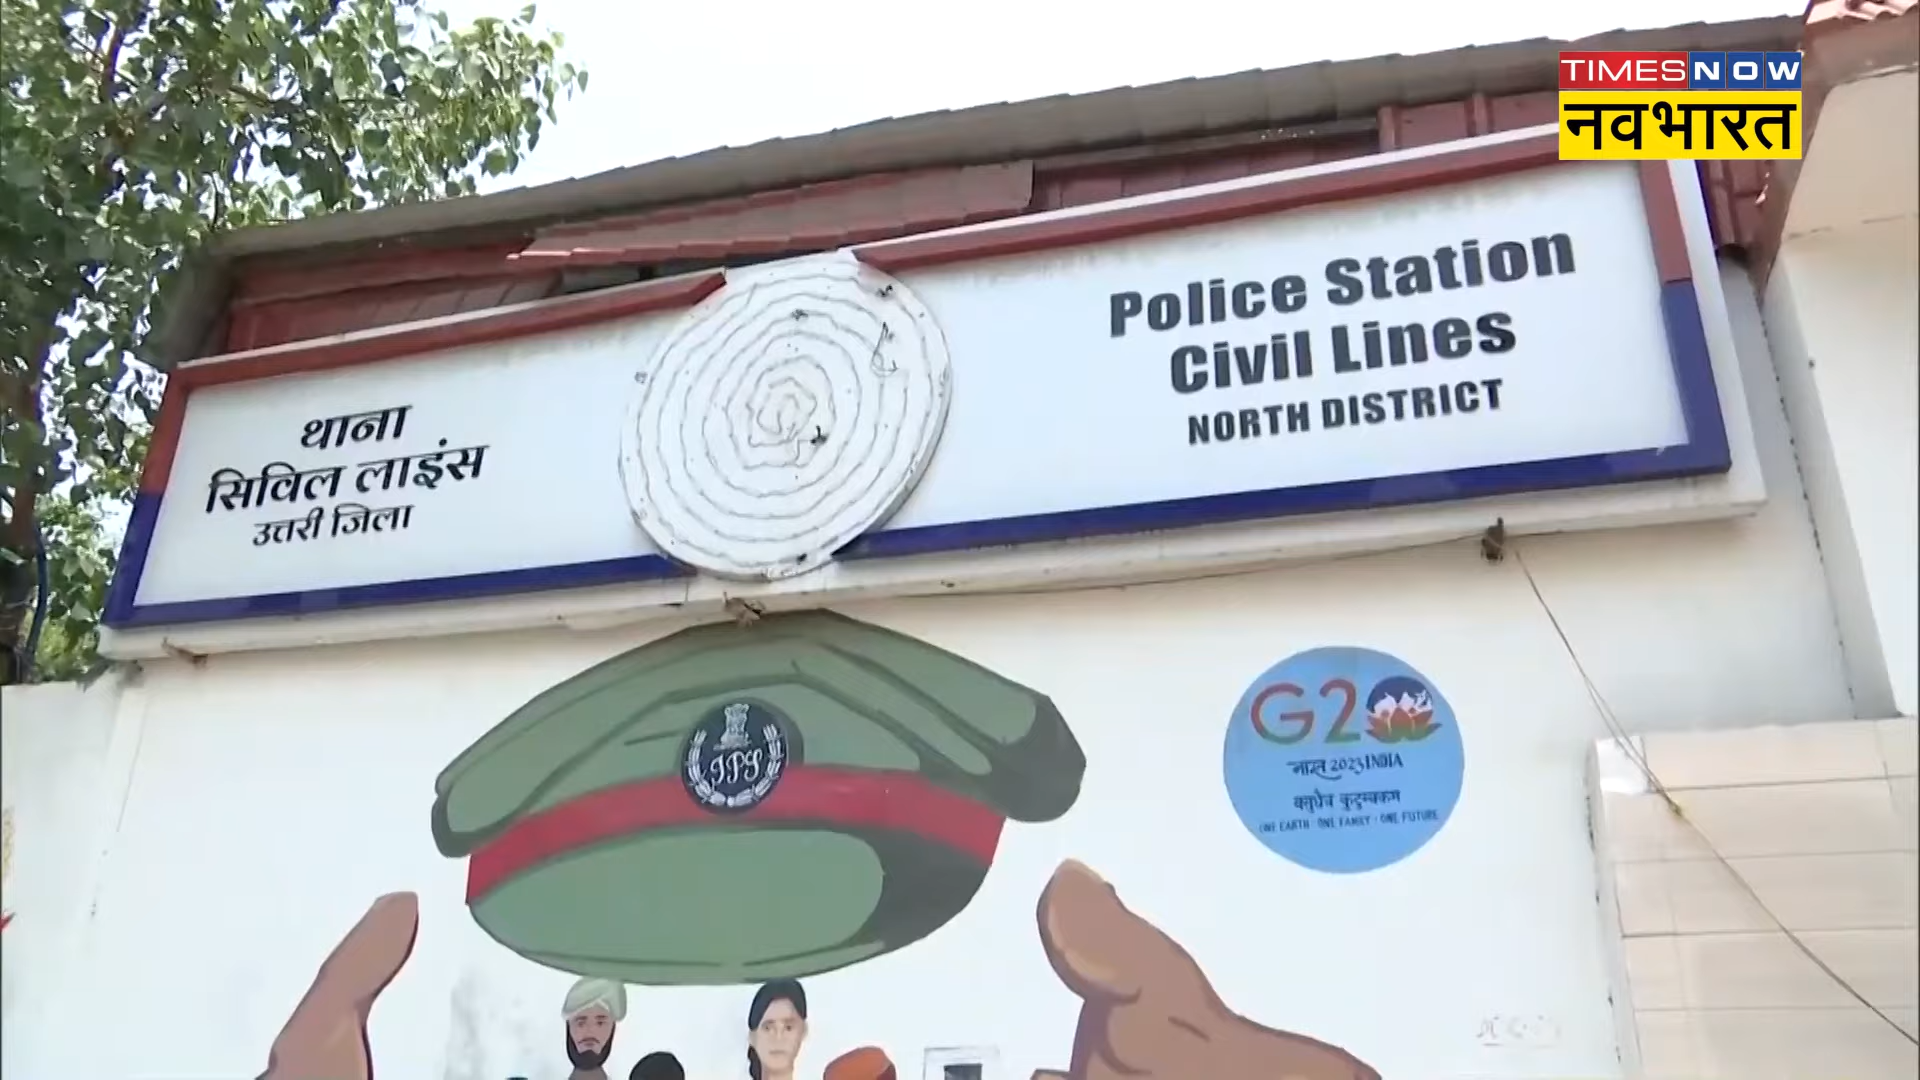 TIMES NOW
नवभारत
Police Station
Civil Lines
NORTH DISTRICT
थाना
सिविल लाइंस
उत्तरी जिला
IPS
G20
भारत 2023 INDIA
वसुधैव कुटुम्बकम
ONE EARTH · ONE FAMILY · ONE FUTURE